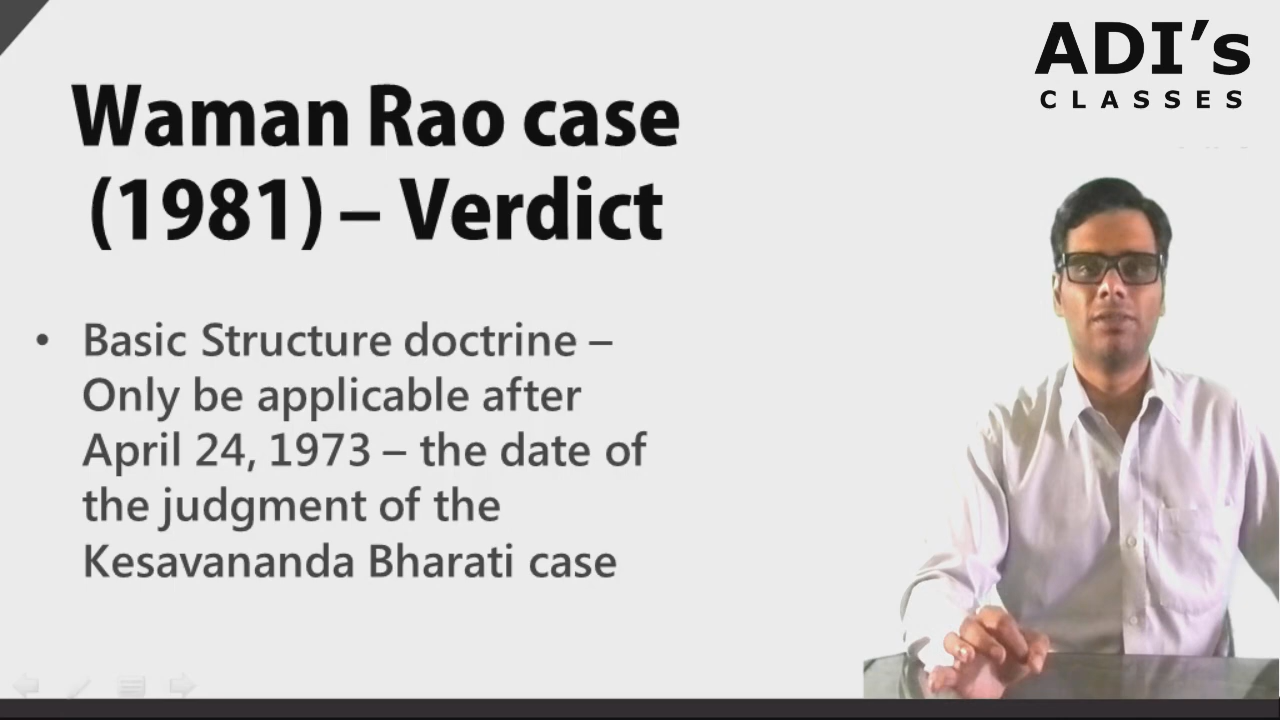 ADI's
CLASSES
Waman Rao case
(1981) – Verdict
• Basic Structure doctrine –
Only be applicable after
April 24, 1973 – the date of
the judgment of the
Kesavananda Bharati case